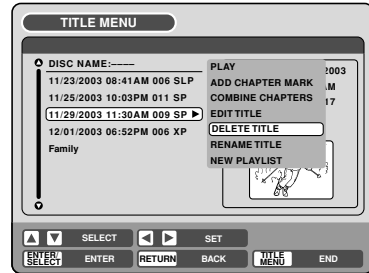 TITLE MENU
DISC NAME:––––
11/23/2003 08:41AM 006 SLP
11/25/2003 10:03PM 011 SP
11/29/2003 11:30AM 009 SP
12/01/2003 06:52PM 006 XP
Family
PLAY
ADD CHAPTER MARK
COMBINE CHAPTERS
EDIT TITLE
DELETE TITLE
RENAME TITLE
NEW PLAYLIST
2003
AM
17
SELECT SET
ENTER/SELECT ENTER RETURN BACK TITLE MENU END